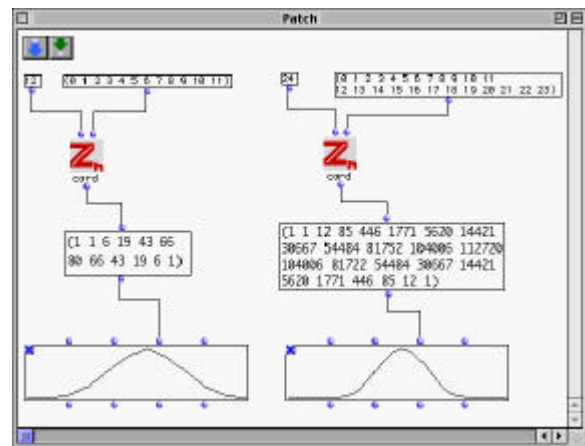 Patch
12
(0 1 2 3 4 5 6 7 8 9 10 11)
card
(1 1 6 19 43 66
80 66 43 19 6 1)
24
(0 1 2 3 4 5 6 7 8 9 10 11
12 13 14 15 16 17 18 19 20 21 22 23)
card
(1 1 12 85 446 1771 5620 14421
30667 54484 81752 104006 112720
104006 81722 54484 30667 14421
5620 1771 446 85 12 1)